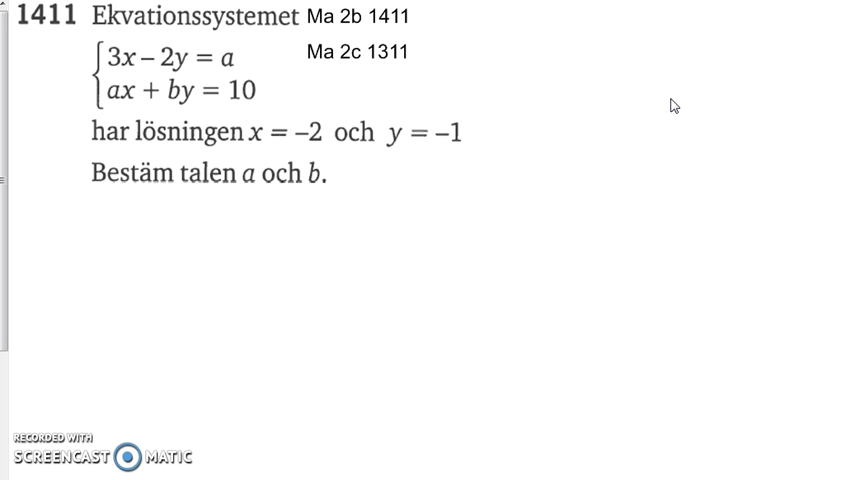 1411 Ekvationssystemet Ma 2b 1411
3x – 2y = a Ma 2c 1311
ax + by = 10
har lösningen x = –2 och y = –1
Bestäm talen a och b.
RECORDED WITH
SCREENCAST MATIC